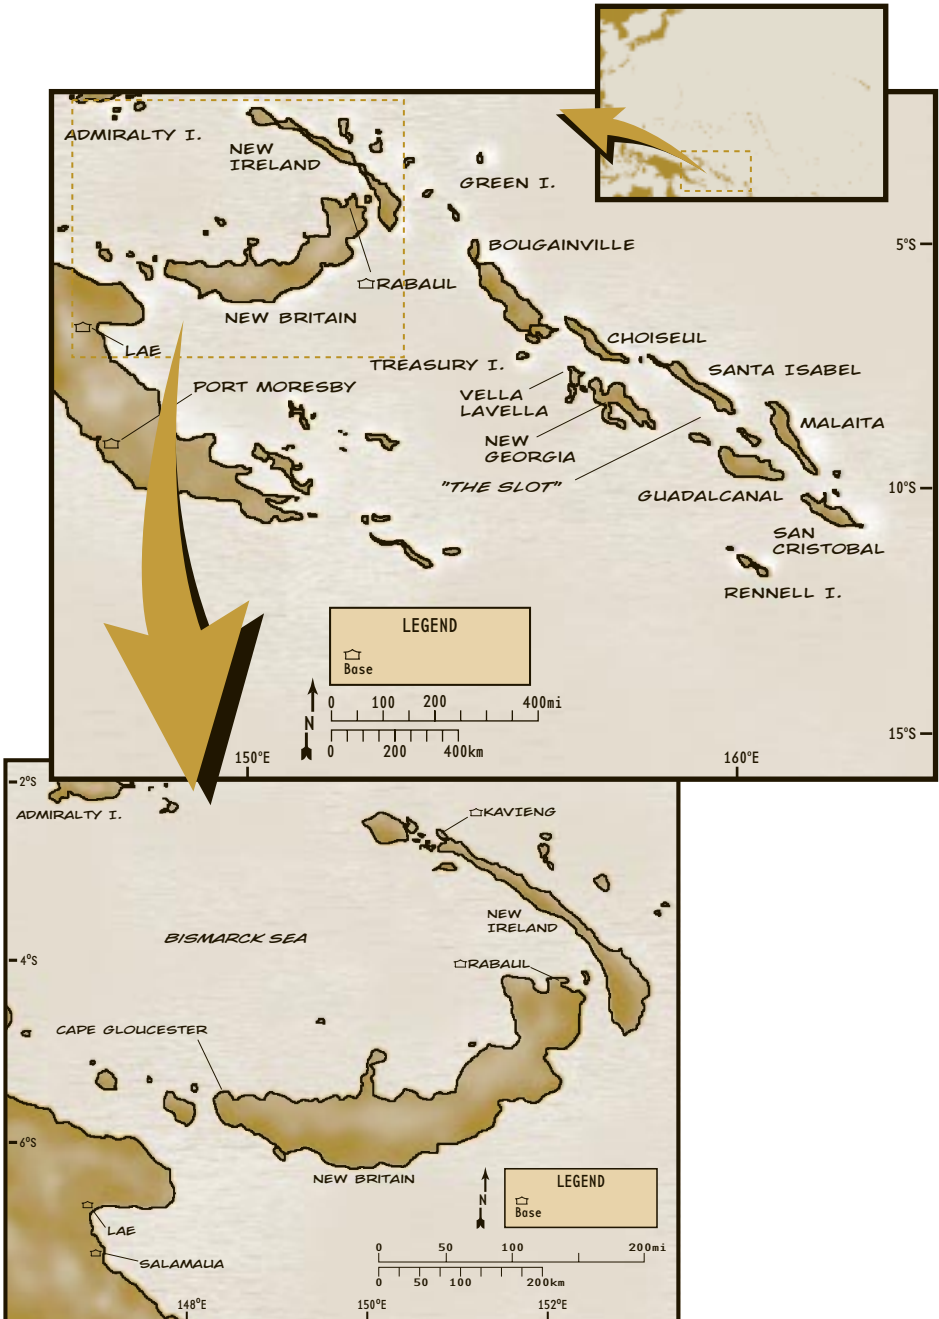 ADMIRALTY I.
NEW
IRELAND
GREEN I.
BOUGAINVILLE
5°S
RABAUL
NEW BRITAIN
CHOISEUL
LAE
TREASURY I.
SANTA ISABEL
PORT MORESBY
VELLA
LAVELLA
MALAITA
NEW
GEORGIA
"THE SLOT"
10°S
GUADALCANAL
SAN
CRISTOBAL
RENNELL I.
LEGEND
Base
0 100 200 400mi
N
0 200 400km
15°S
150°E 160°E
2°S
ADMIRALTY I.
KAVIENG
NEW
IRELAND
BISMARCK SEA
4°S
RABAUL
CAPE GLOUCESTER
6°S
NEW BRITAIN
LEGEND
N
Base
LAE
0 50 100 200mi
SALAMAUA
0 50 100 200km
148°E 150°E 152°E